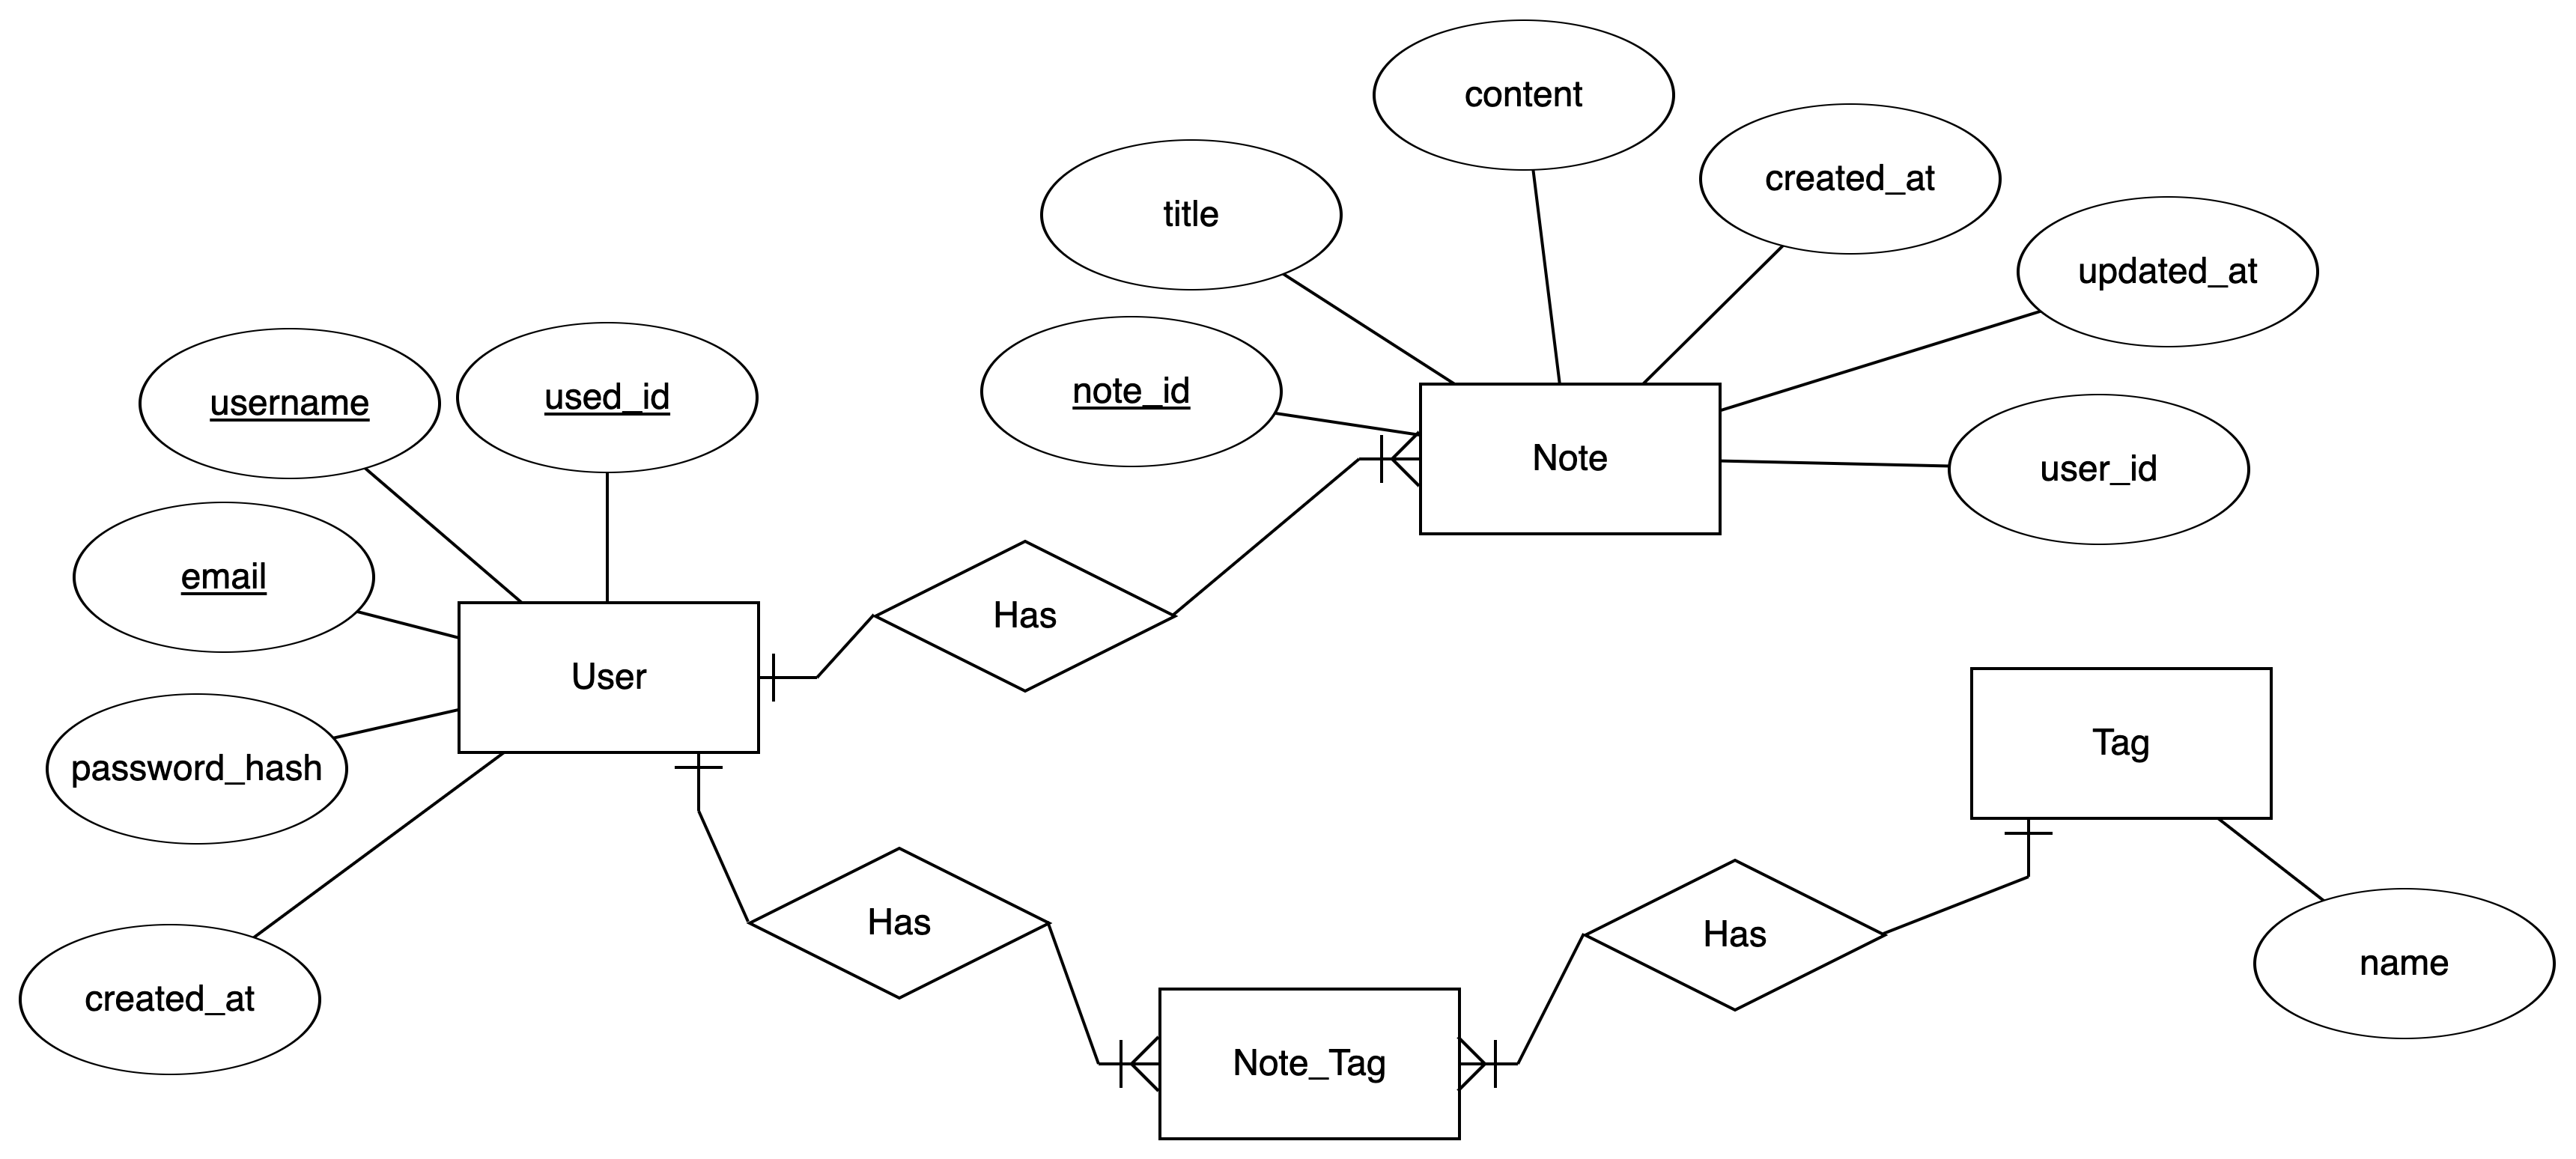 content
created_at
title
updated_at
username
used_id
note_id
Note
user_id
email
Has
User
Tag
password_hash
Has
Has
name
created_at
Note_Tag